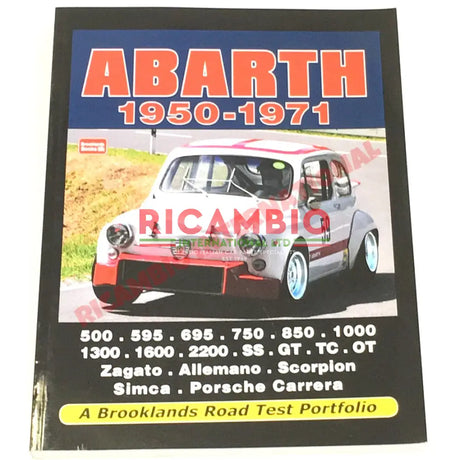 ABARTH
1950-1971
RICAMBIO
INTERNATIONAL LTD
EST
500 . 595 . 695 . 750 . 850 . 1000
1300 . 1600 . 2200 . SS . GT . TC . OT
Zagato . Allemano . Scorpion
Simca . Porsche Carrera
A Brooklands Road Test Portfolio